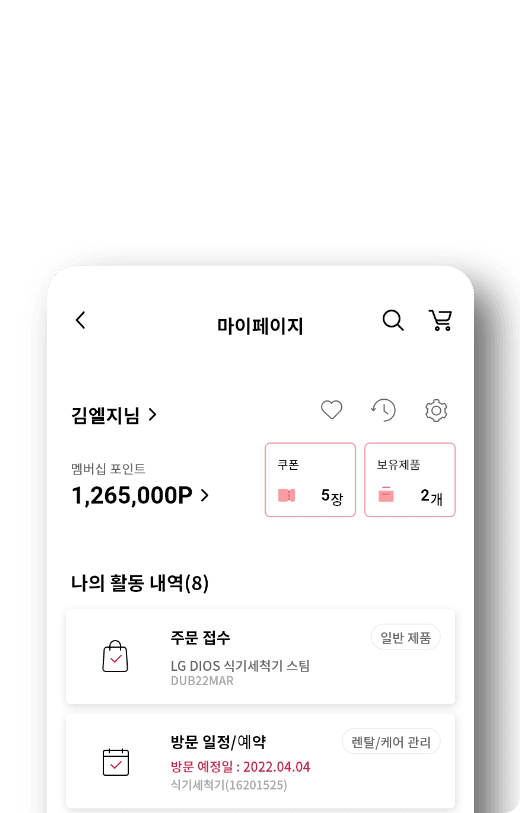 마이페이지
김엘지님
멤버십 포인트
1,265,000P
쿠폰
5장
보유제품
2개
나의 활동 내역(8)
주문 접수
일반 제품
LG DIOS 식기세척기 스팀
DUB22MAR
방문 일정/예약
렌탈/케어 관리
방문 예정일 : 2022.04.04
식기세척기(16201525)